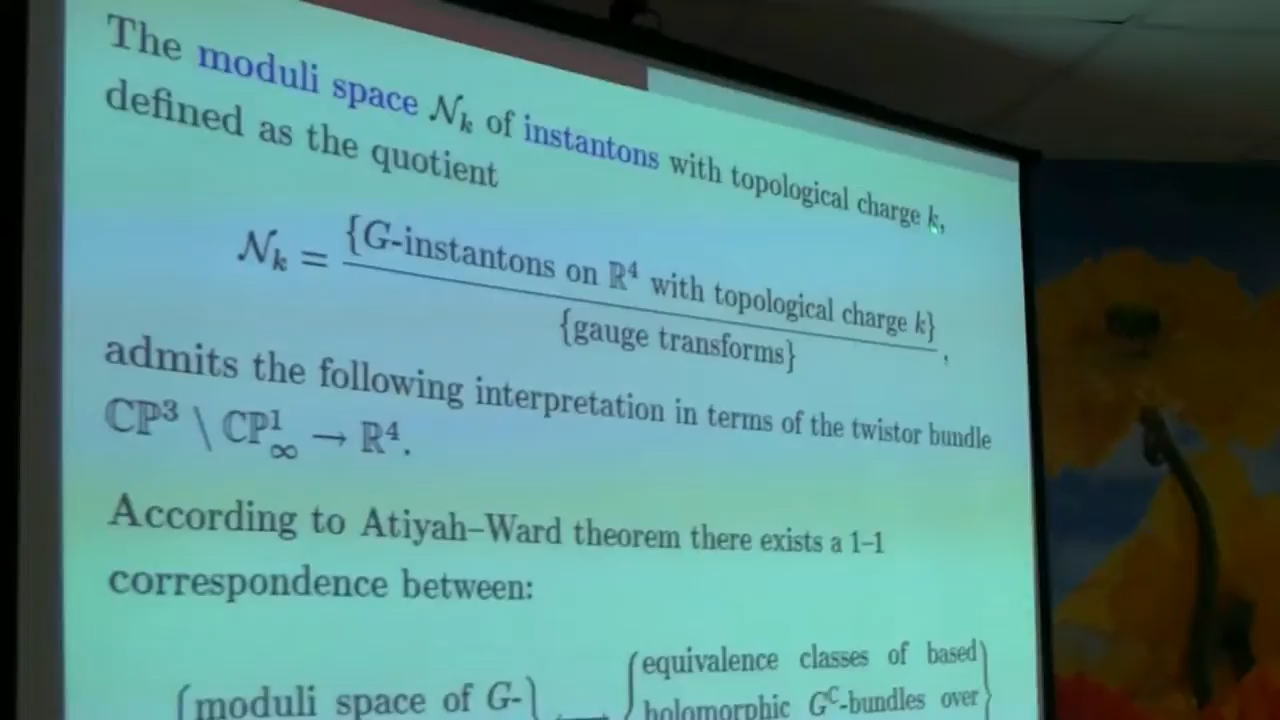 The moduli space 𝒩ₖ of instantons with topological charge k,
defined as the quotient
𝒩ₖ = {G-instantons on ℝ⁴ with topological charge k}
{gauge transforms} ,
admits the following interpretation in terms of the twistor bundle
ℂℙ³ \ ℂℙ¹_∞ → ℝ⁴.
According to Atiyah–Ward theorem there exists a 1–1
correspondence between:
{equivalence classes of based}
{moduli space of G-}
holomorphic G^ℂ-bundles over